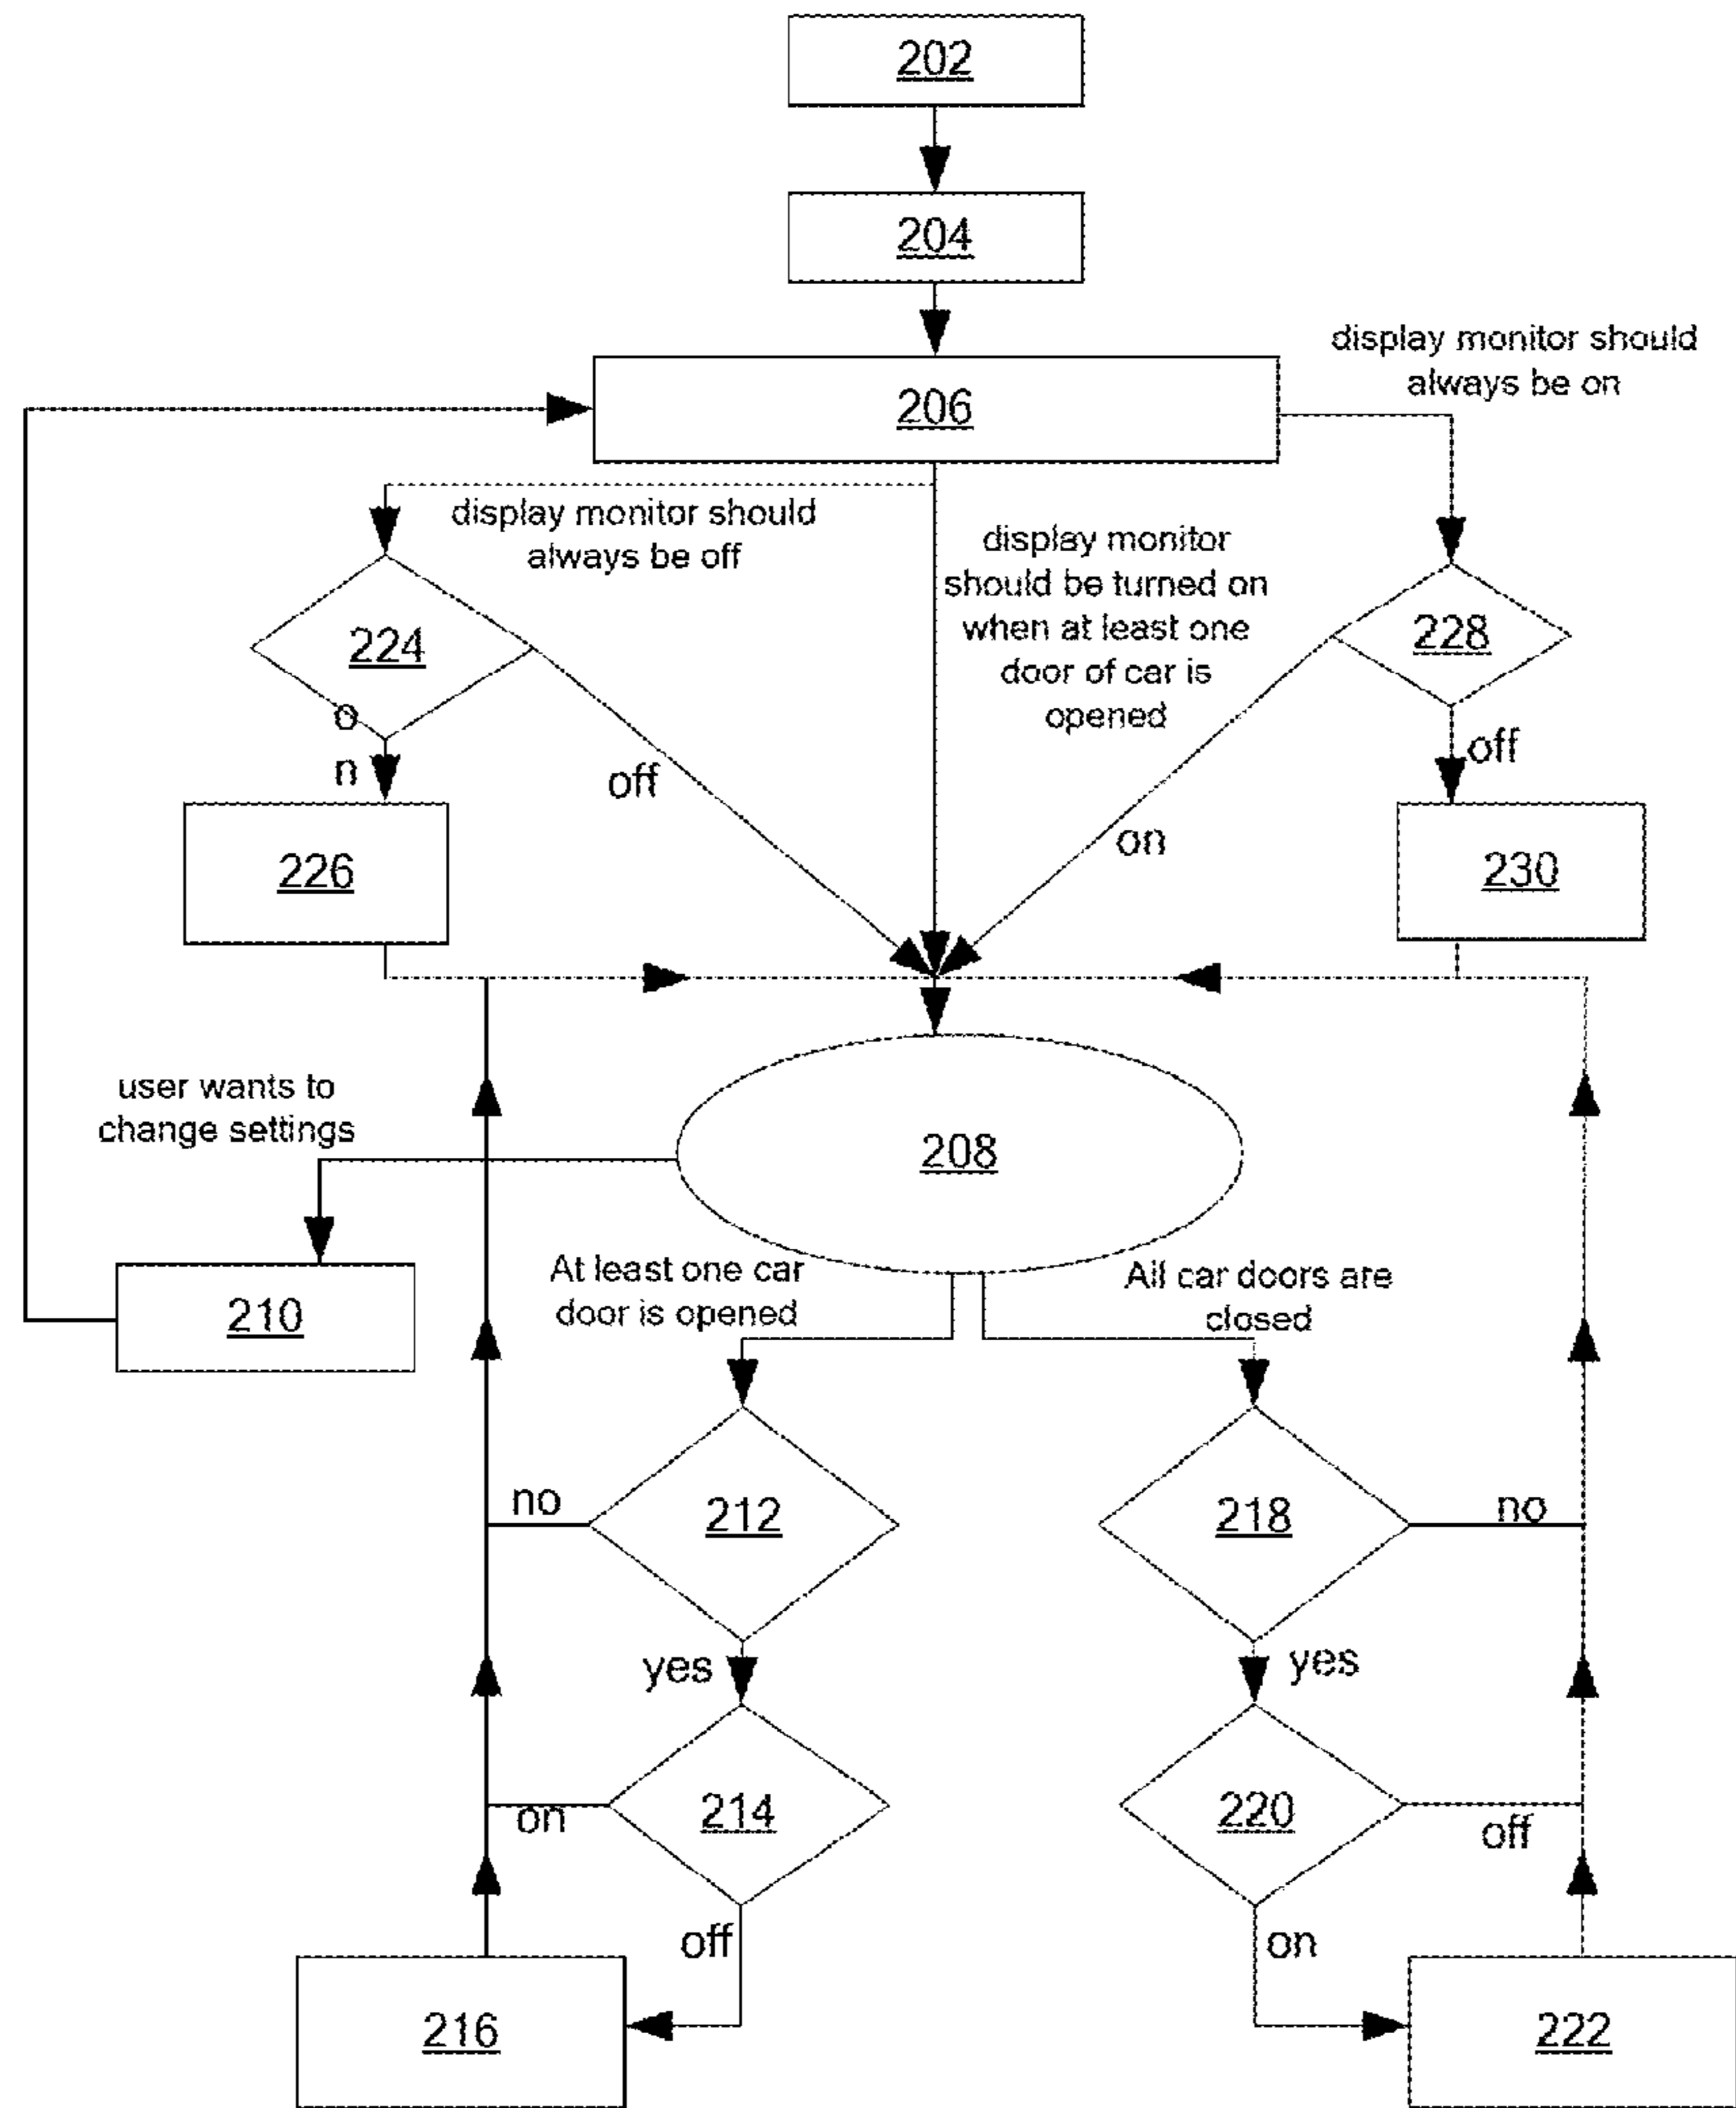 202
204
display monitor should
always be on
206
display monitor should
always be off
display monitor
should be turned on
when at least one
door of car is
opened
224
228
o
n
off
off
on
226
230
user wants to
change settings
208
At least one car
door is opened
All car doors are
closed
210
no
212
218
no
yes
yes
on
214
220
off
off
on
216
222